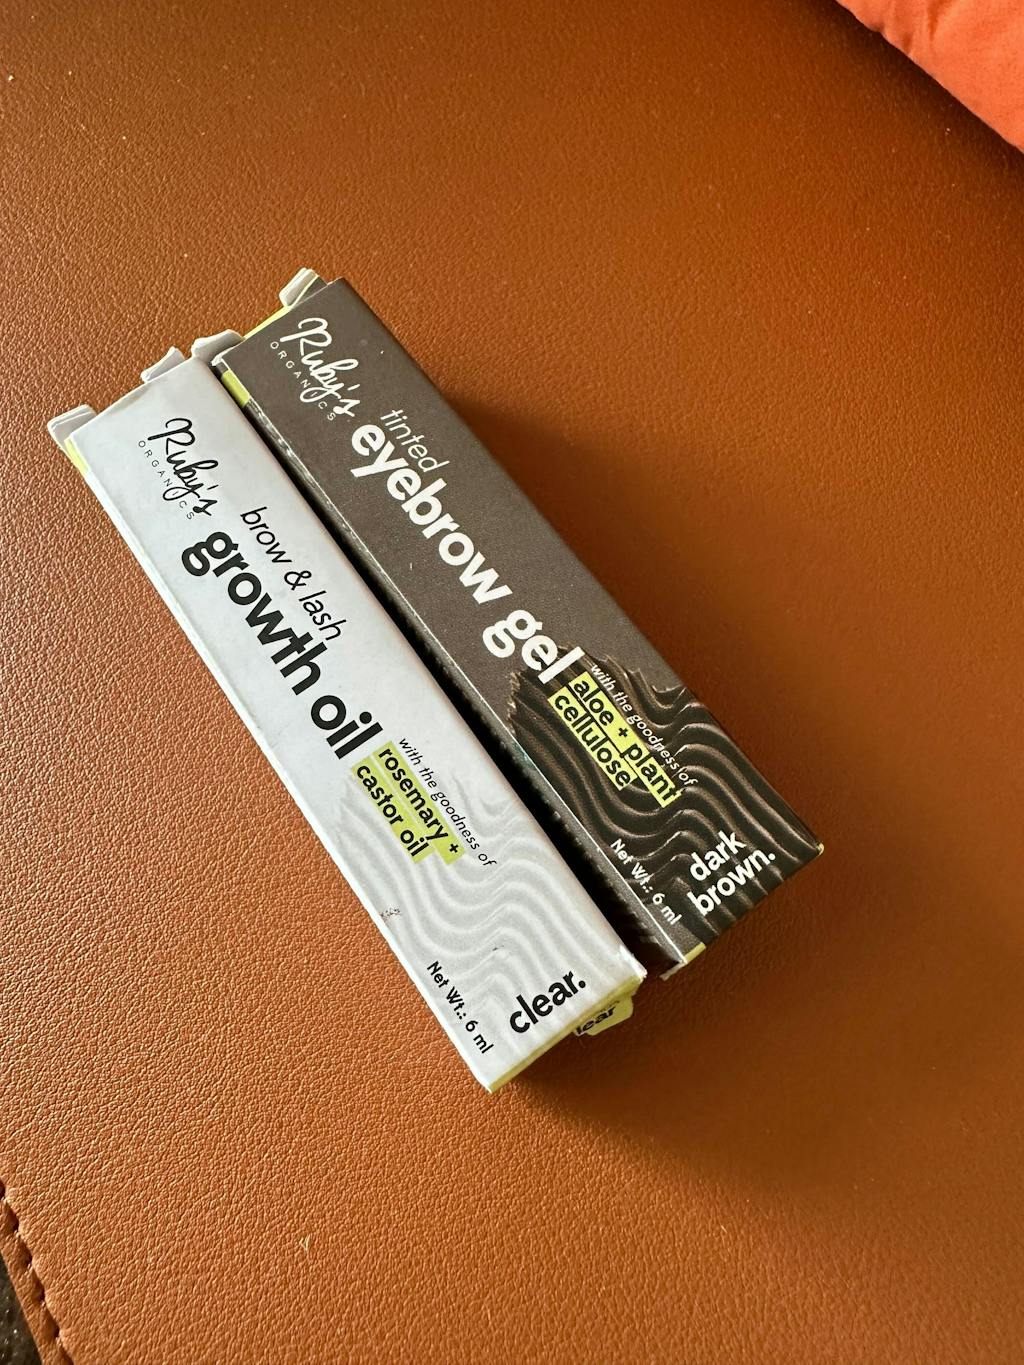 Ruby's
ORGANICS
brow & lash
growth oil
with the goodness of
rosemary +
castor oil
Net Wt.: 6 ml
clear.
lear
Ruby's
ORGANICS
tinted
eyebrow gel
with the goodness of
aloe + plant
cellulose
Net Wt.: 6 ml
dark
brown.